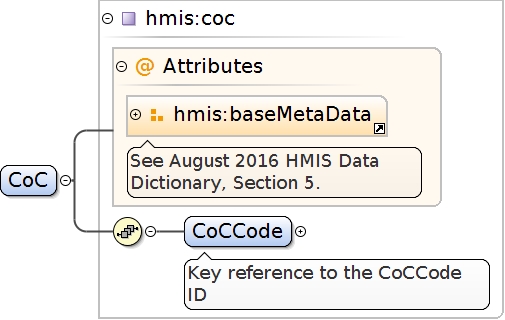 hmis:coc
@ Attributes
hmis:baseMetaData
See August 2016 HMIS Data
Dictionary, Section 5.
CoC
CoCCode
Key reference to the CoCCode
ID